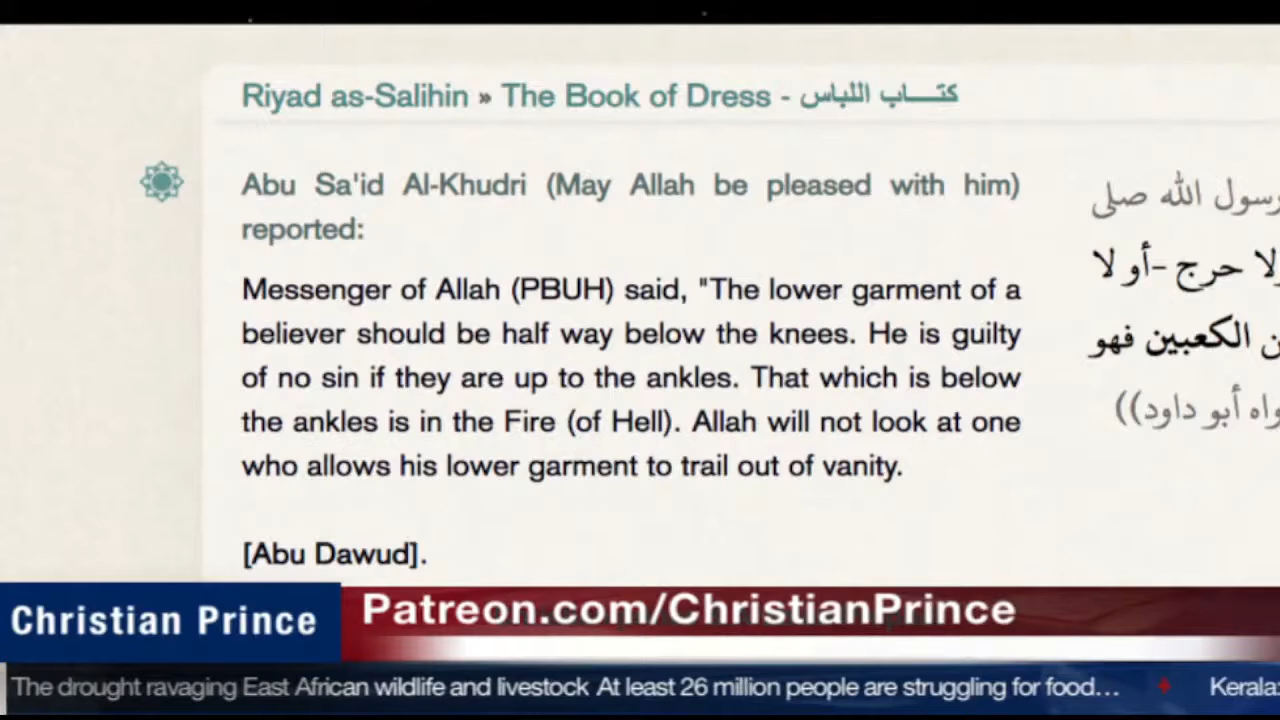 Riyad as-Salihin » The Book of Dress - كتـــاب اللباس
Abu Sa'id Al-Khudri (May Allah be pleased with him)
reported:
Messenger of Allah (PBUH) said, "The lower garment of a
believer should be half way below the knees. He is guilty
of no sin if they are up to the ankles. That which is below
the ankles is in the Fire (of Hell). Allah will not look at one
who allows his lower garment to trail out of vanity.
[Abu Dawud].
رسول الله صلى
ولا حرج -أو لا
الكعبين فهو
أبو داود))
Christian Prince
Patreon.com/ChristianPrince
The drought ravaging East African wildlife and livestock At least 26 million people are struggling for food... Kerala: